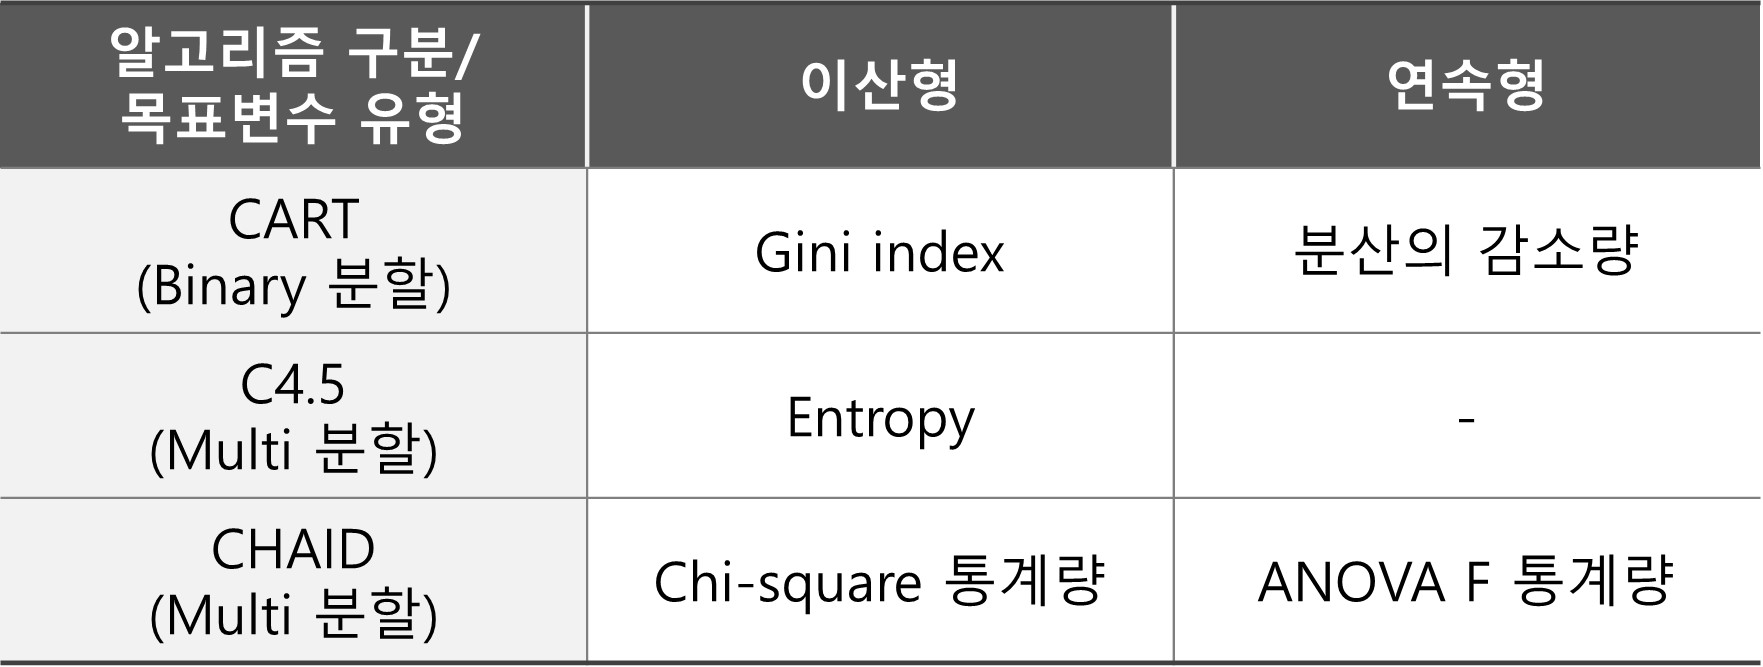 알고리즘 구분/
목표변수 유형
이산형
연속형
CART
(Binary 분할)
Gini index
분산의 감소량
C4.5
(Multi 분할)
Entropy
-
CHAID
(Multi 분할)
Chi-square 통계량
ANOVA F 통계량